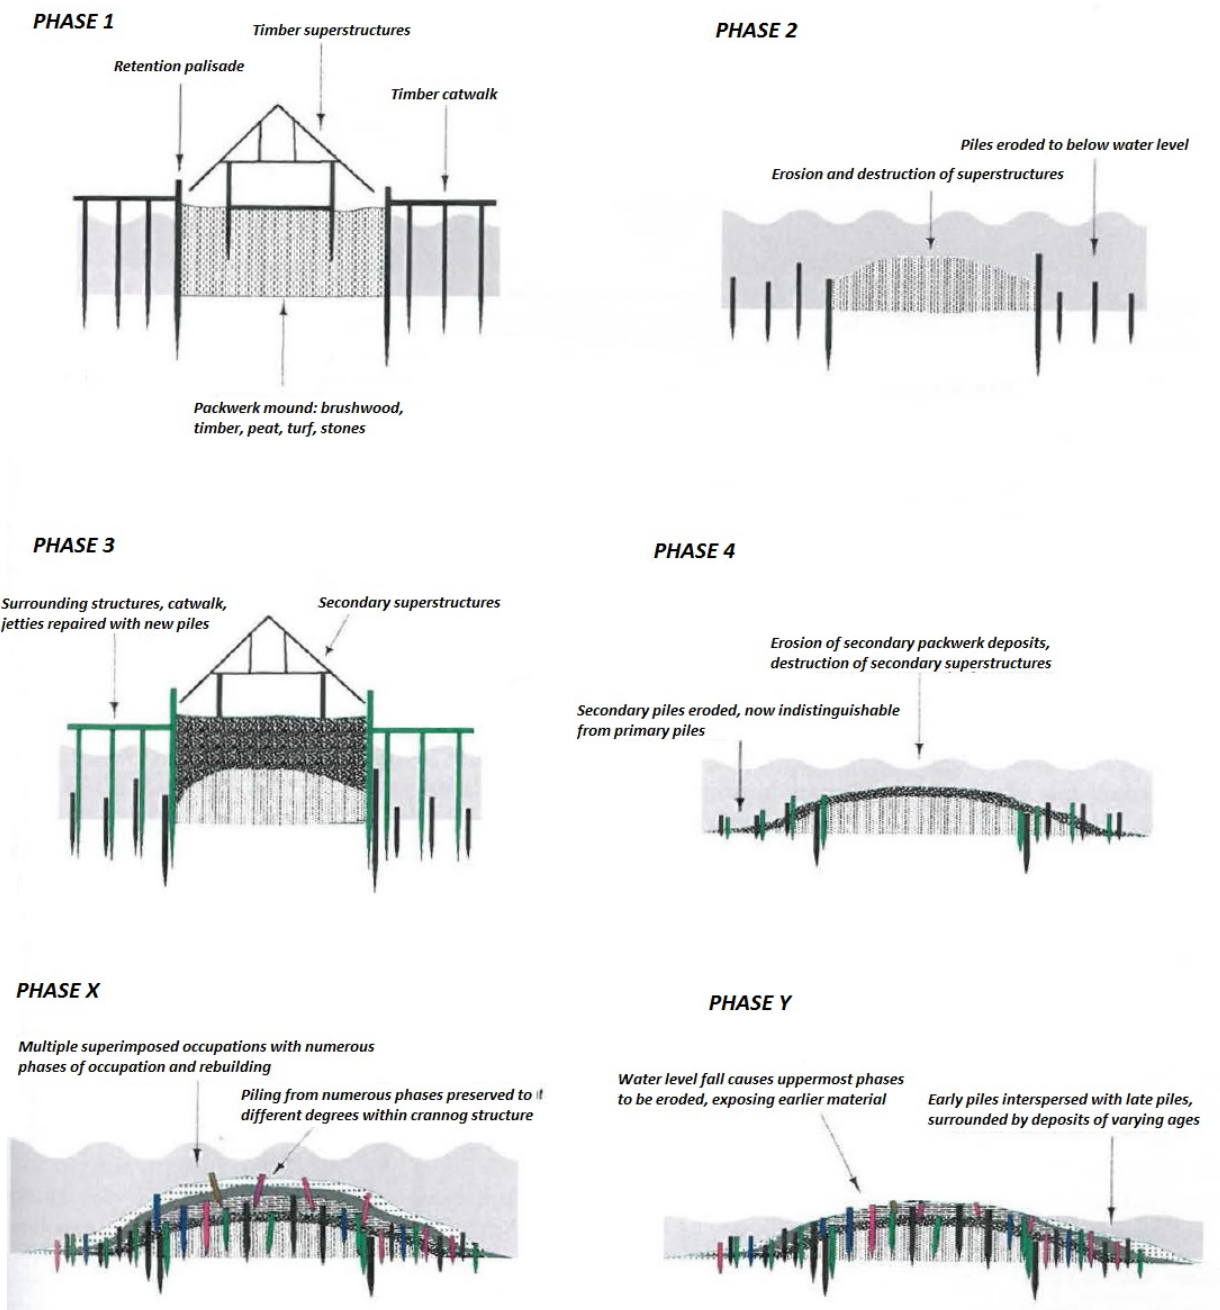 PHASE 1
Timber superstructures
Retention palisade
Timber catwalk
Packwerk mound: brushwood,
timber, peat, turf, stones
PHASE 2
Piles eroded to below water level
Erosion and destruction of superstructures
PHASE 3
Surrounding structures, catwalk,
jetties repaired with new piles
Secondary superstructures
PHASE 4
Erosion of secondary packwerk deposits,
destruction of secondary superstructures
Secondary piles eroded, now indistinguishable
from primary piles
PHASE X
Multiple superimposed occupations with numerous
phases of occupation and rebuilding
Piling from numerous phases preserved to
different degrees within crannog structure
PHASE Y
Water level fall causes uppermost phases
to be eroded, exposing earlier material
Early piles interspersed with late piles,
surrounded by deposits of varying ages